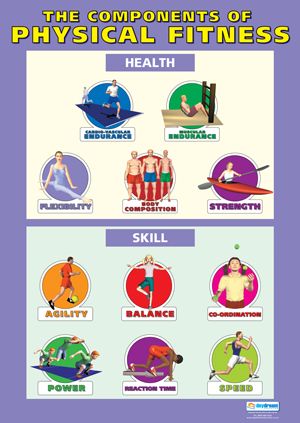 THE COMPONENTS OF
PHYSICAL FITNESS
HEALTH
CARDIO-VASCULAR
ENDURANCE
MUSCULAR
ENDURANCE
FLEXIBILITY
BODY
COMPOSITION
STRENGTH
SKILL
AGILITY
BALANCE
CO-ORDINATION
POWER
REACTION TIME
SPEED
daydream